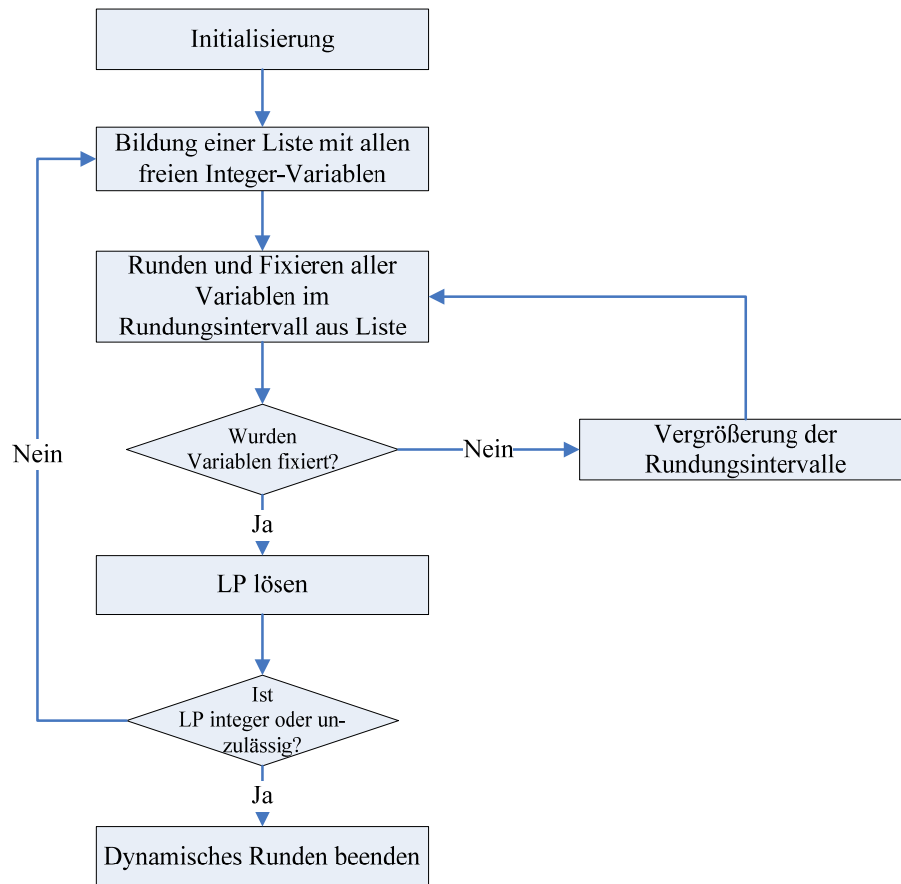 Initialisierung
Bildung einer Liste mit allen
freien Integer-Variablen
Runden und Fixieren aller
Variablen im
Rundungsintervall aus Liste
Wurden
Variablen fixiert?
Nein
Vergrößerung der
Rundungsintervalle
Nein
Ja
LP lösen
Ist
LP integer oder un-
zulässig?
Ja
Dynamisches Runden beenden